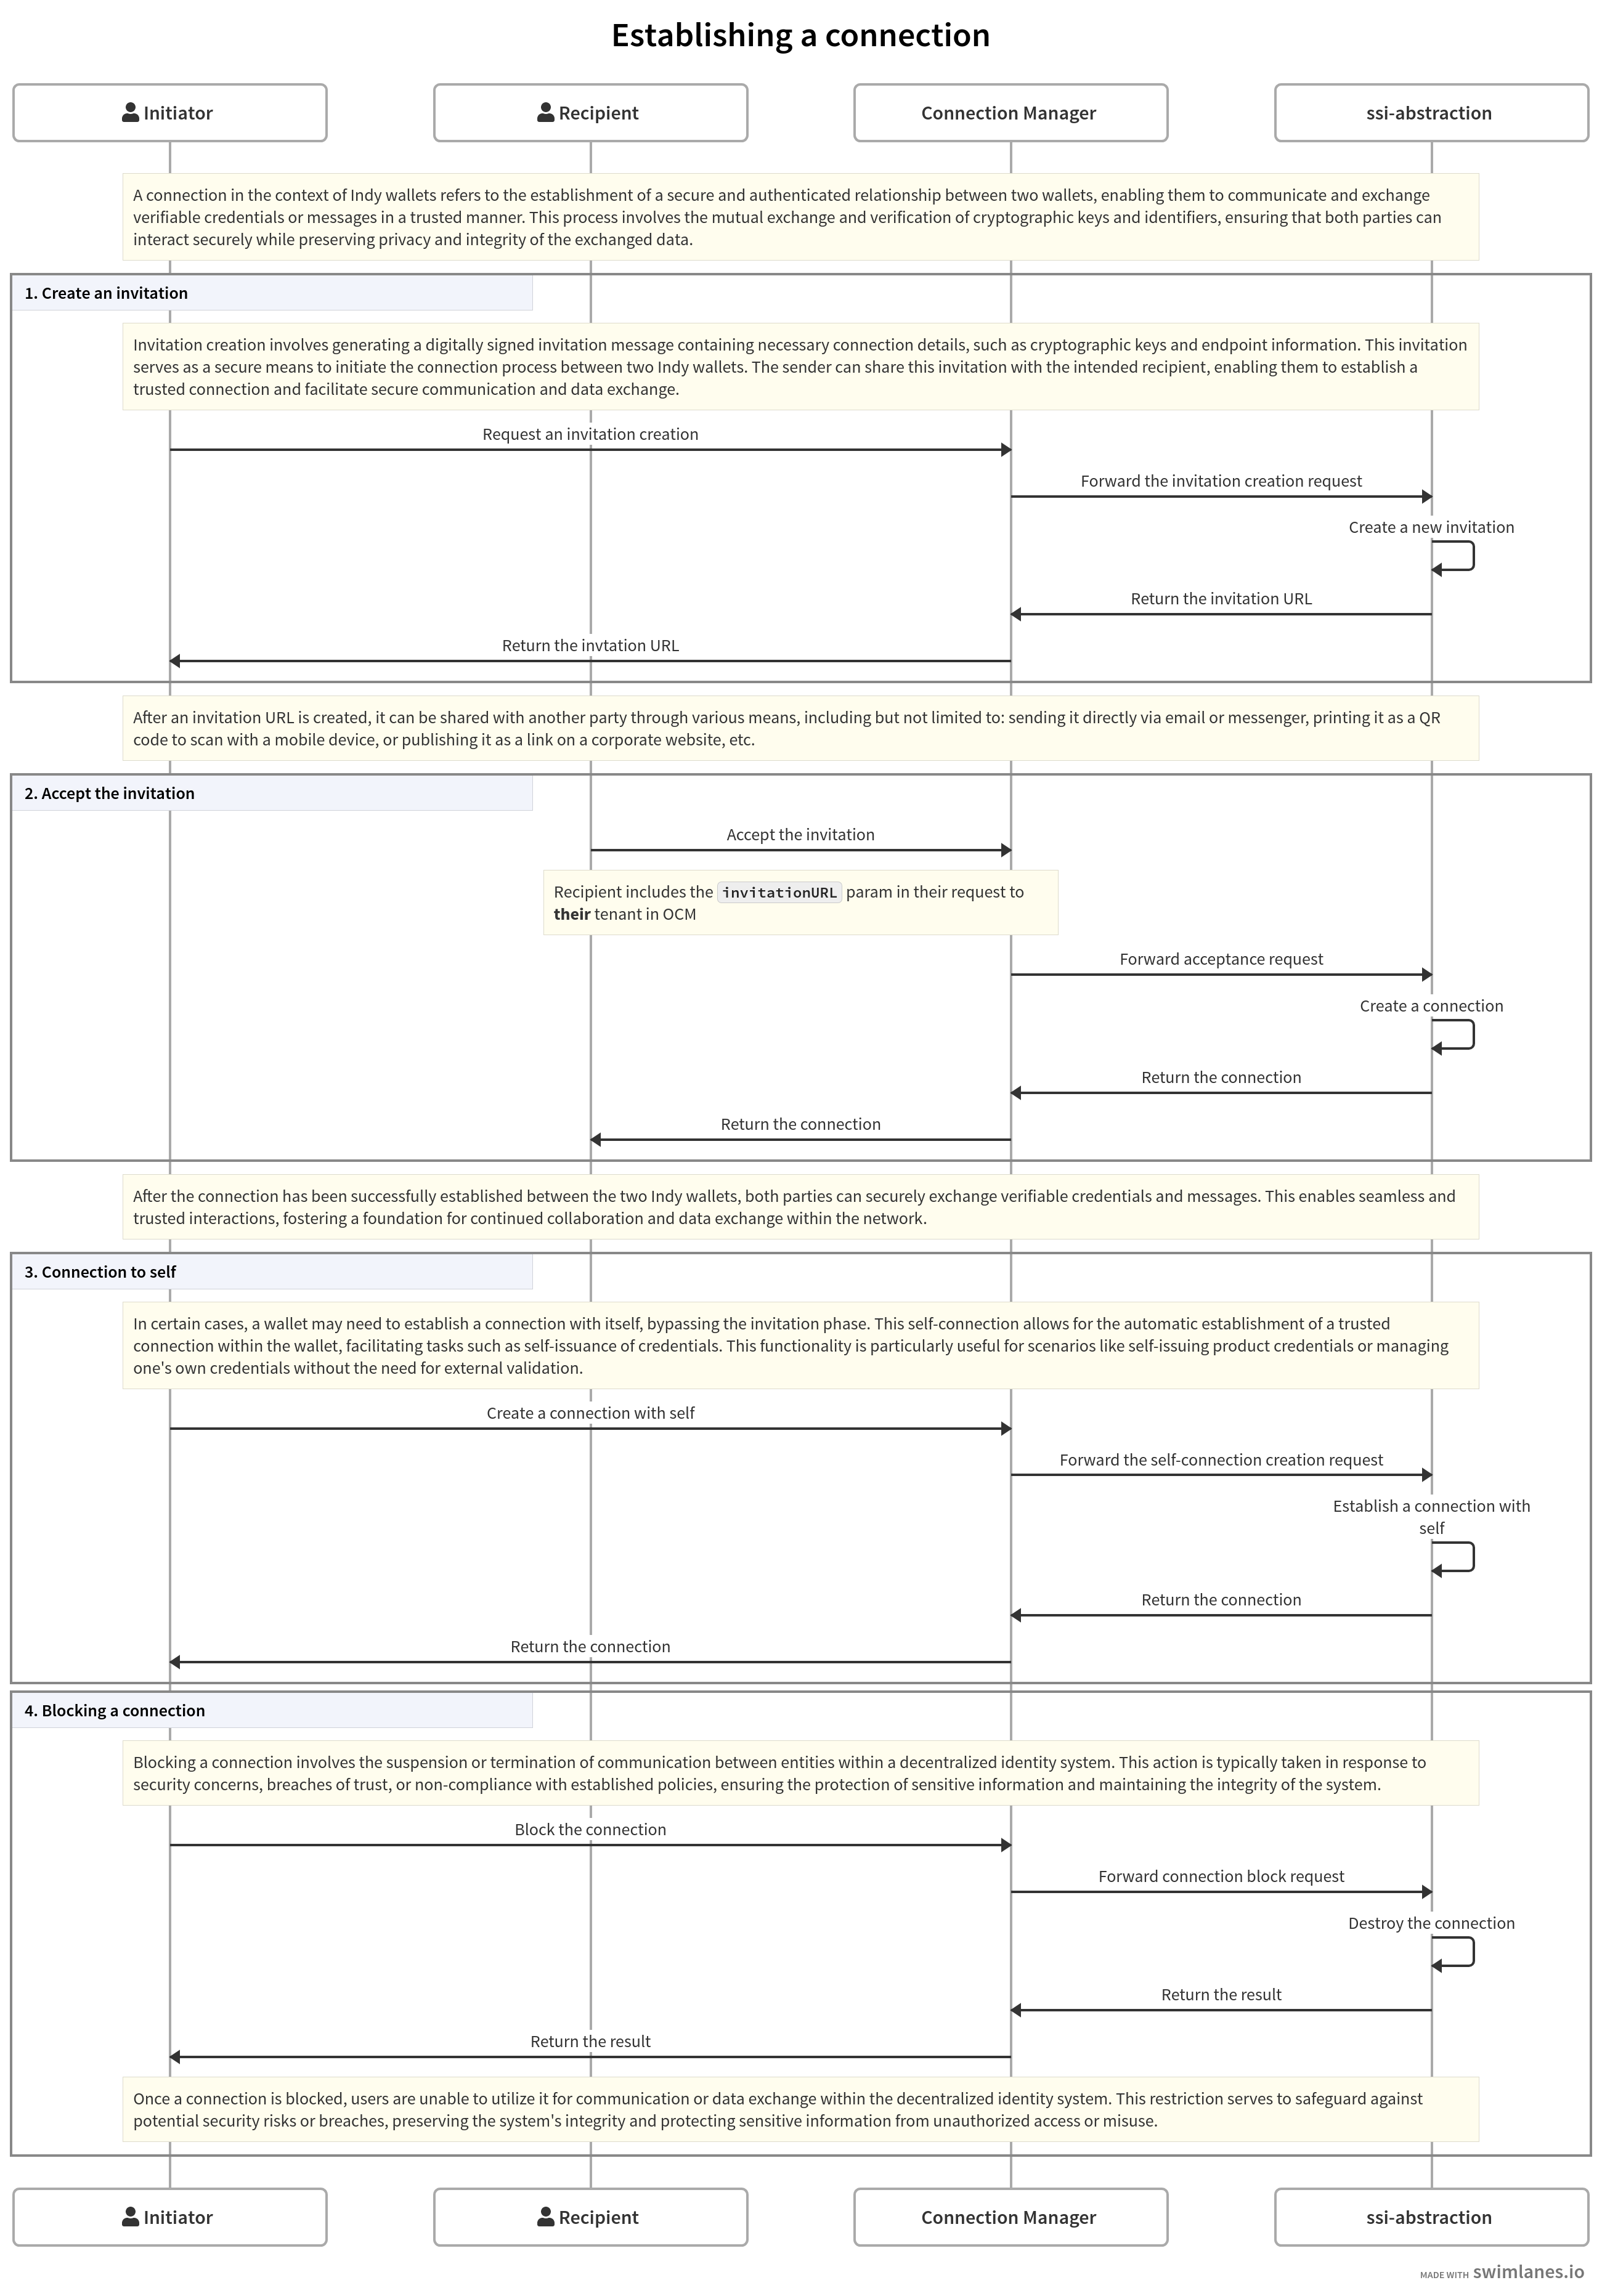 Establishing a connection
Initiator
Recipient
Connection Manager
ssi-abstraction
A connection in the context of Indy wallets refers to the establishment of a secure and authenticated relationship between two wallets, enabling them to communicate and exchange
verifiable credentials or messages in a trusted manner. This process involves the mutual exchange and verification of cryptographic keys and identifiers, ensuring that both parties can
interact securely while preserving privacy and integrity of the exchanged data.
1. Create an invitation
Invitation creation involves generating a digitally signed invitation message containing necessary connection details, such as cryptographic keys and endpoint information. This invitation
serves as a secure means to initiate the connection process between two Indy wallets. The sender can share this invitation with the intended recipient, enabling them to establish a
trusted connection and facilitate secure communication and data exchange.
Request an invitation creation
Forward the invitation creation request
Create a new invitation
Return the invitation URL
Return the invtation URL
After an invitation URL is created, it can be shared with another party through various means, including but not limited to: sending it directly via email or messenger, printing it as a QR
code to scan with a mobile device, or publishing it as a link on a corporate website, etc.
2. Accept the invitation
Accept the invitation
Recipient includes the invitationURL param in their request to
their tenant in OCM
Forward acceptance request
Create a connection
Return the connection
Return the connection
After the connection has been successfully established between the two Indy wallets, both parties can securely exchange verifiable credentials and messages. This enables seamless and
trusted interactions, fostering a foundation for continued collaboration and data exchange within the network.
3. Connection to self
In certain cases, a wallet may need to establish a connection with itself, bypassing the invitation phase. This self-connection allows for the automatic establishment of a trusted
connection within the wallet, facilitating tasks such as self-issuance of credentials. This functionality is particularly useful for scenarios like self-issuing product credentials or managing
one's own credentials without the need for external validation.
Create a connection with self
Forward the self-connection creation request
Establish a connection with
self
Return the connection
Return the connection
4. Blocking a connection
Blocking a connection involves the suspension or termination of communication between entities within a decentralized identity system. This action is typically taken in response to
security concerns, breaches of trust, or non-compliance with established policies, ensuring the protection of sensitive information and maintaining the integrity of the system.
Block the connection
Forward connection block request
Destroy the connection
Return the result
Return the result
Once a connection is blocked, users are unable to utilize it for communication or data exchange within the decentralized identity system. This restriction serves to safeguard against
potential security risks or breaches, preserving the system's integrity and protecting sensitive information from unauthorized access or misuse.
Initiator
Recipient
Connection Manager
ssi-abstraction
MADE WITH swimlanes.io